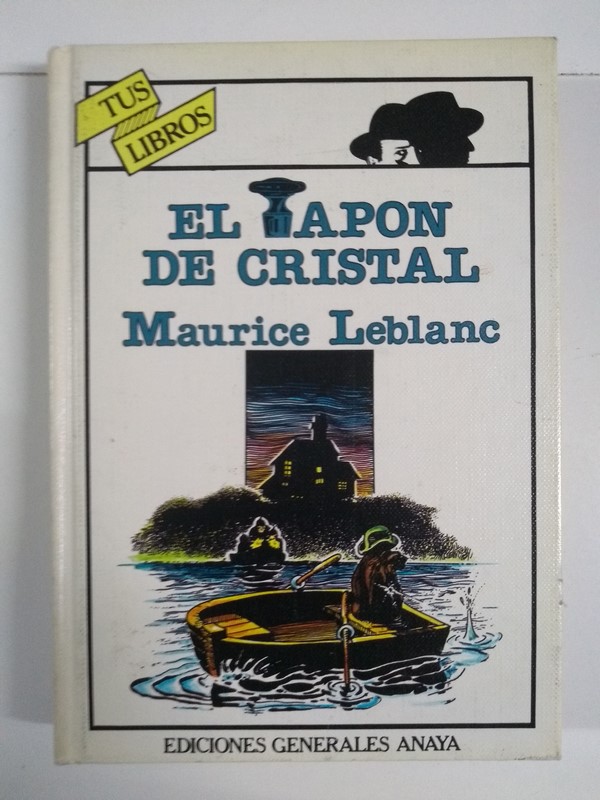 TUS
LIBROS
EL TAPON
DE CRISTAL
Maurice Leblanc
EDICIONES GENERALES ANAYA